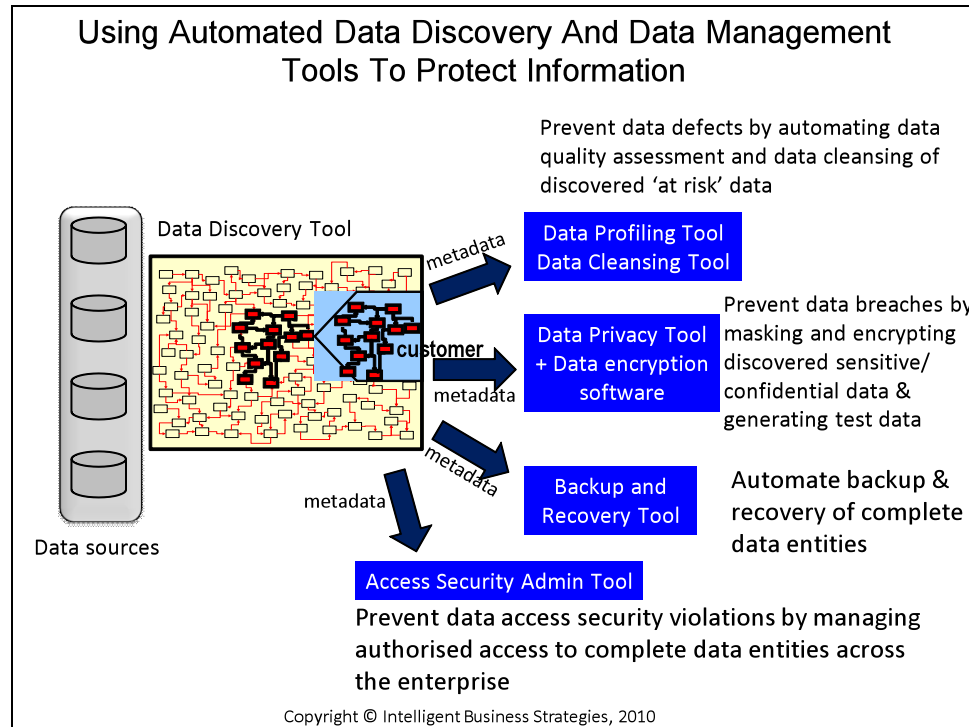 Using Automated Data Discovery And Data Management
Tools To Protect Information
Prevent data defects by automating data
quality assessment and data cleansing of
discovered ‘at risk’ data
Data Discovery Tool
metadata
Data Profiling Tool
Data Cleansing Tool
customer
metadata
Data Privacy Tool
+ Data encryption
software
Prevent data breaches by
masking and encrypting
discovered sensitive/
confidential data &
generating test data
metadata
Backup and
Recovery Tool
Automate backup &
recovery of complete
data entities
metadata
Data sources
Access Security Admin Tool
Prevent data access security violations by managing
authorised access to complete data entities across
the enterprise
Copyright © Intelligent Business Strategies, 2010